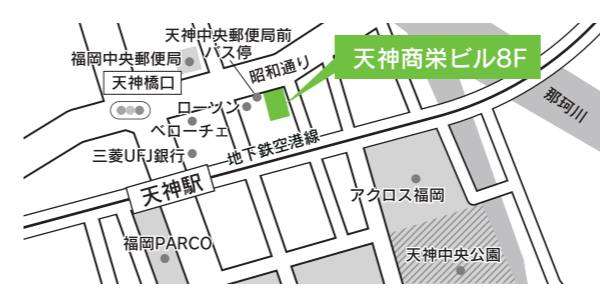 天神中央郵便局前
バス停
福岡中央郵便局
天神橋口
昭和通り
天神商栄ビル8F
那珂川
ローソン
ベローチェ
三菱UFJ銀行
地下鉄空港線
天神駅
アクロス福岡
福岡PARCO
天神中央公園